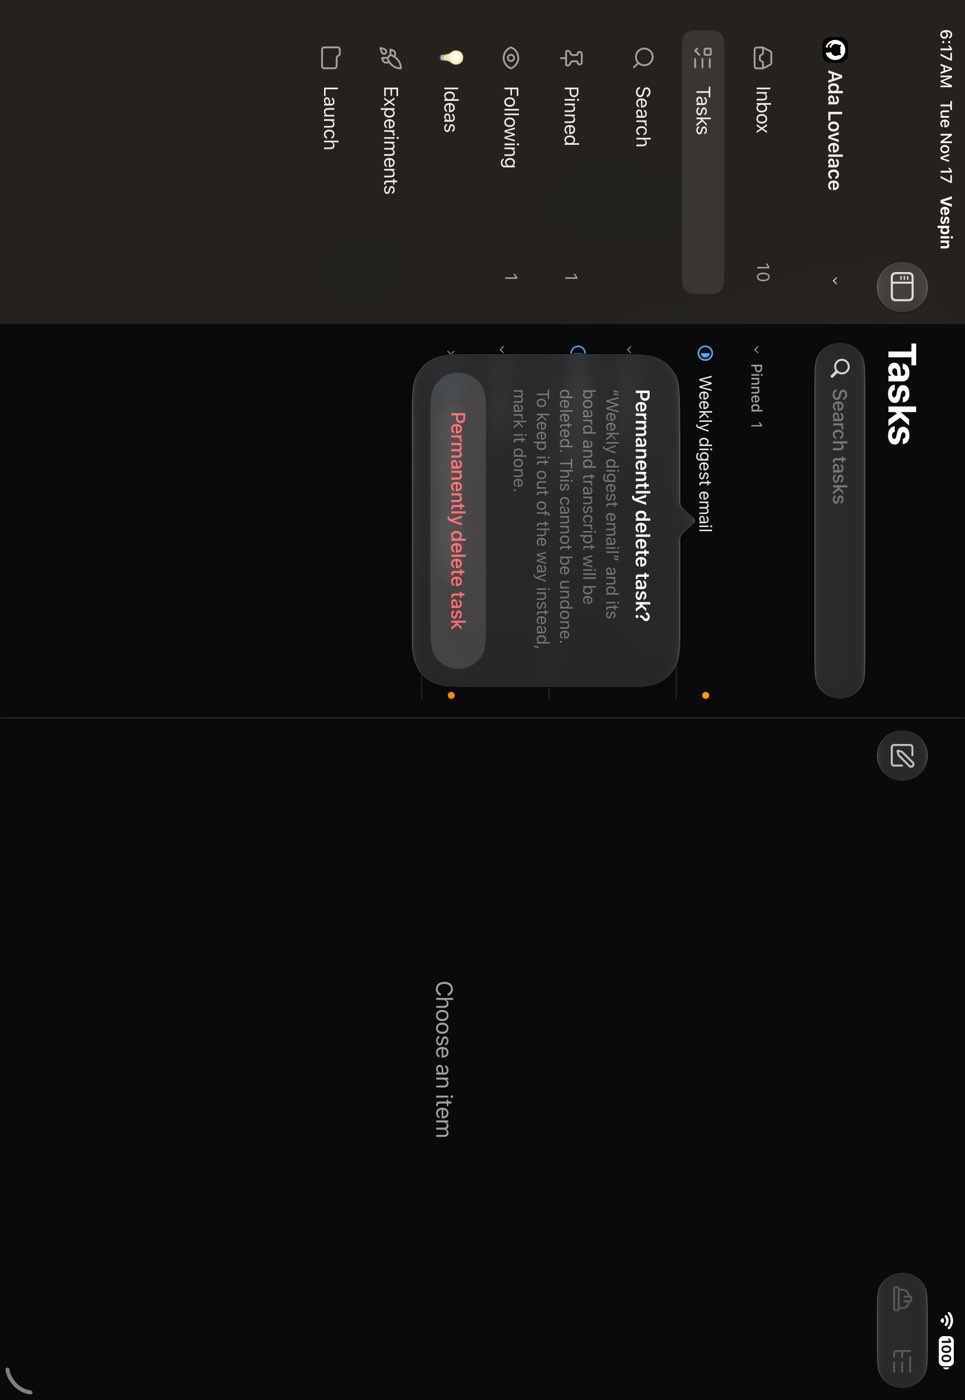 6:17 AM Tue Nov 17 Vespin
100
Tasks
Ada Lovelace
Search tasks
Inbox 10
Pinned 1
Tasks
Weekly digest email
Search
Permanently delete task?
“Weekly digest email” and its
board and transcript will be
deleted. This cannot be undone.
To keep it out of the way instead,
mark it done.
Permanently delete task
Pinned 1
Following 1
Ideas
Experiments
Launch
Choose an item